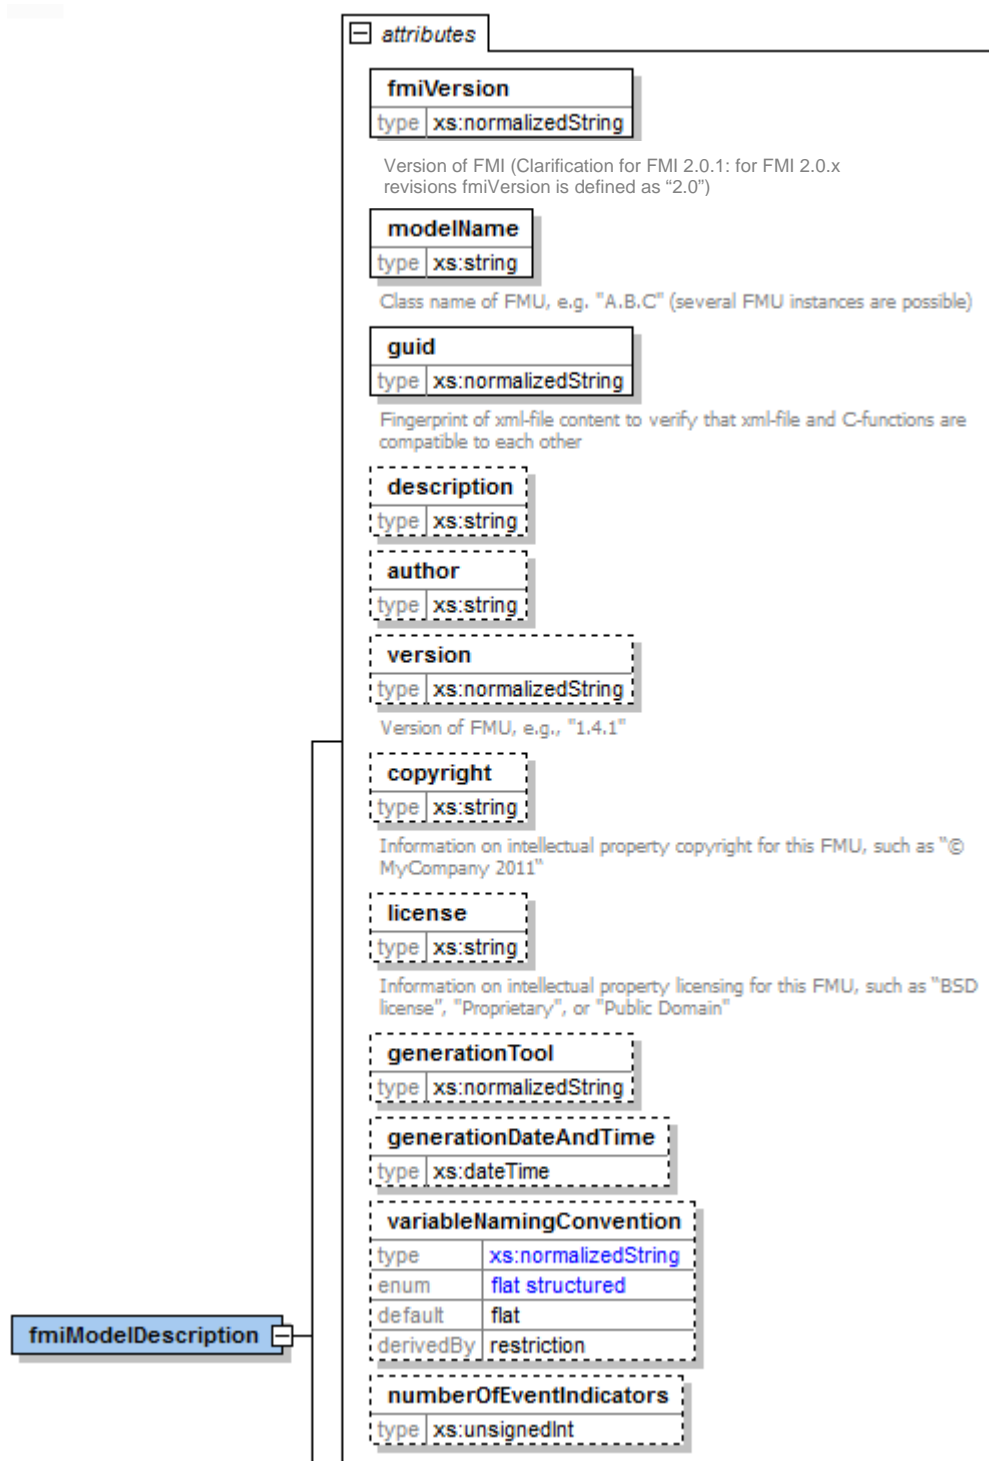 attributes
fmiVersion
type xs:normalizedString
Version of FMI (Clarification for FMI 2.0.1: for FMI 2.0.x
revisions fmiVersion is defined as “2.0”)
modelName
type xs:string
Class name of FMU, e.g. "A.B.C" (several FMU instances are possible)
guid
type xs:normalizedString
Fingerprint of xml-file content to verify that xml-file and C-functions are
compatible to each other
description
type xs:string
author
type xs:string
version
type xs:normalizedString
Version of FMU, e.g., "1.4.1"
copyright
type xs:string
Information on intellectual property copyright for this FMU, such as “©
MyCompany 2011“
license
type xs:string
Information on intellectual property licensing for this FMU, such as “BSD
license”, "Proprietary", or "Public Domain"
generationTool
type xs:normalizedString
generationDateAndTime
type xs:dateTime
variableNamingConvention
type xs:normalizedString
enum flat structured
default flat
derivedBy restriction
fmiModelDescription
numberOfEventIndicators
type xs:unsignedInt